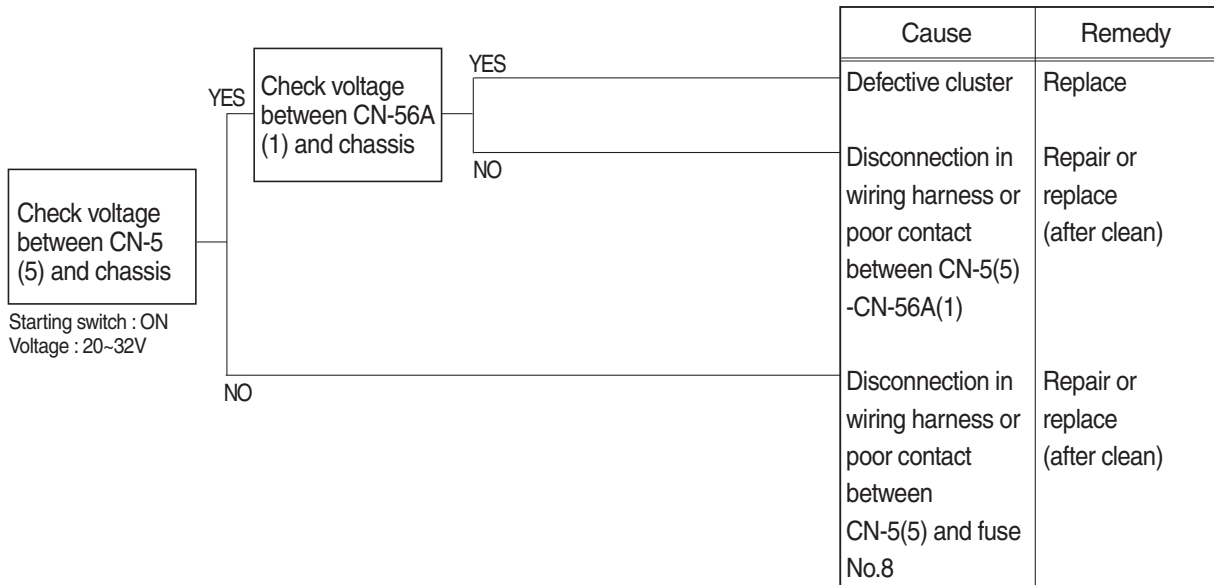 Check voltage
between CN-5
(5) and chassis
Starting switch : ON
Voltage : 20~32V
YES
Check voltage
between CN-56A
(1) and chassis
YES
NO
NO
Cause
Remedy
Defective cluster
Replace
Disconnection in
wiring harness or
poor contact
between CN-5(5)
-CN-56A(1)
Repair or
replace
(after clean)
Disconnection in
wiring harness or
poor contact
between
CN-5(5) and fuse
No.8
Repair or
replace
(after clean)